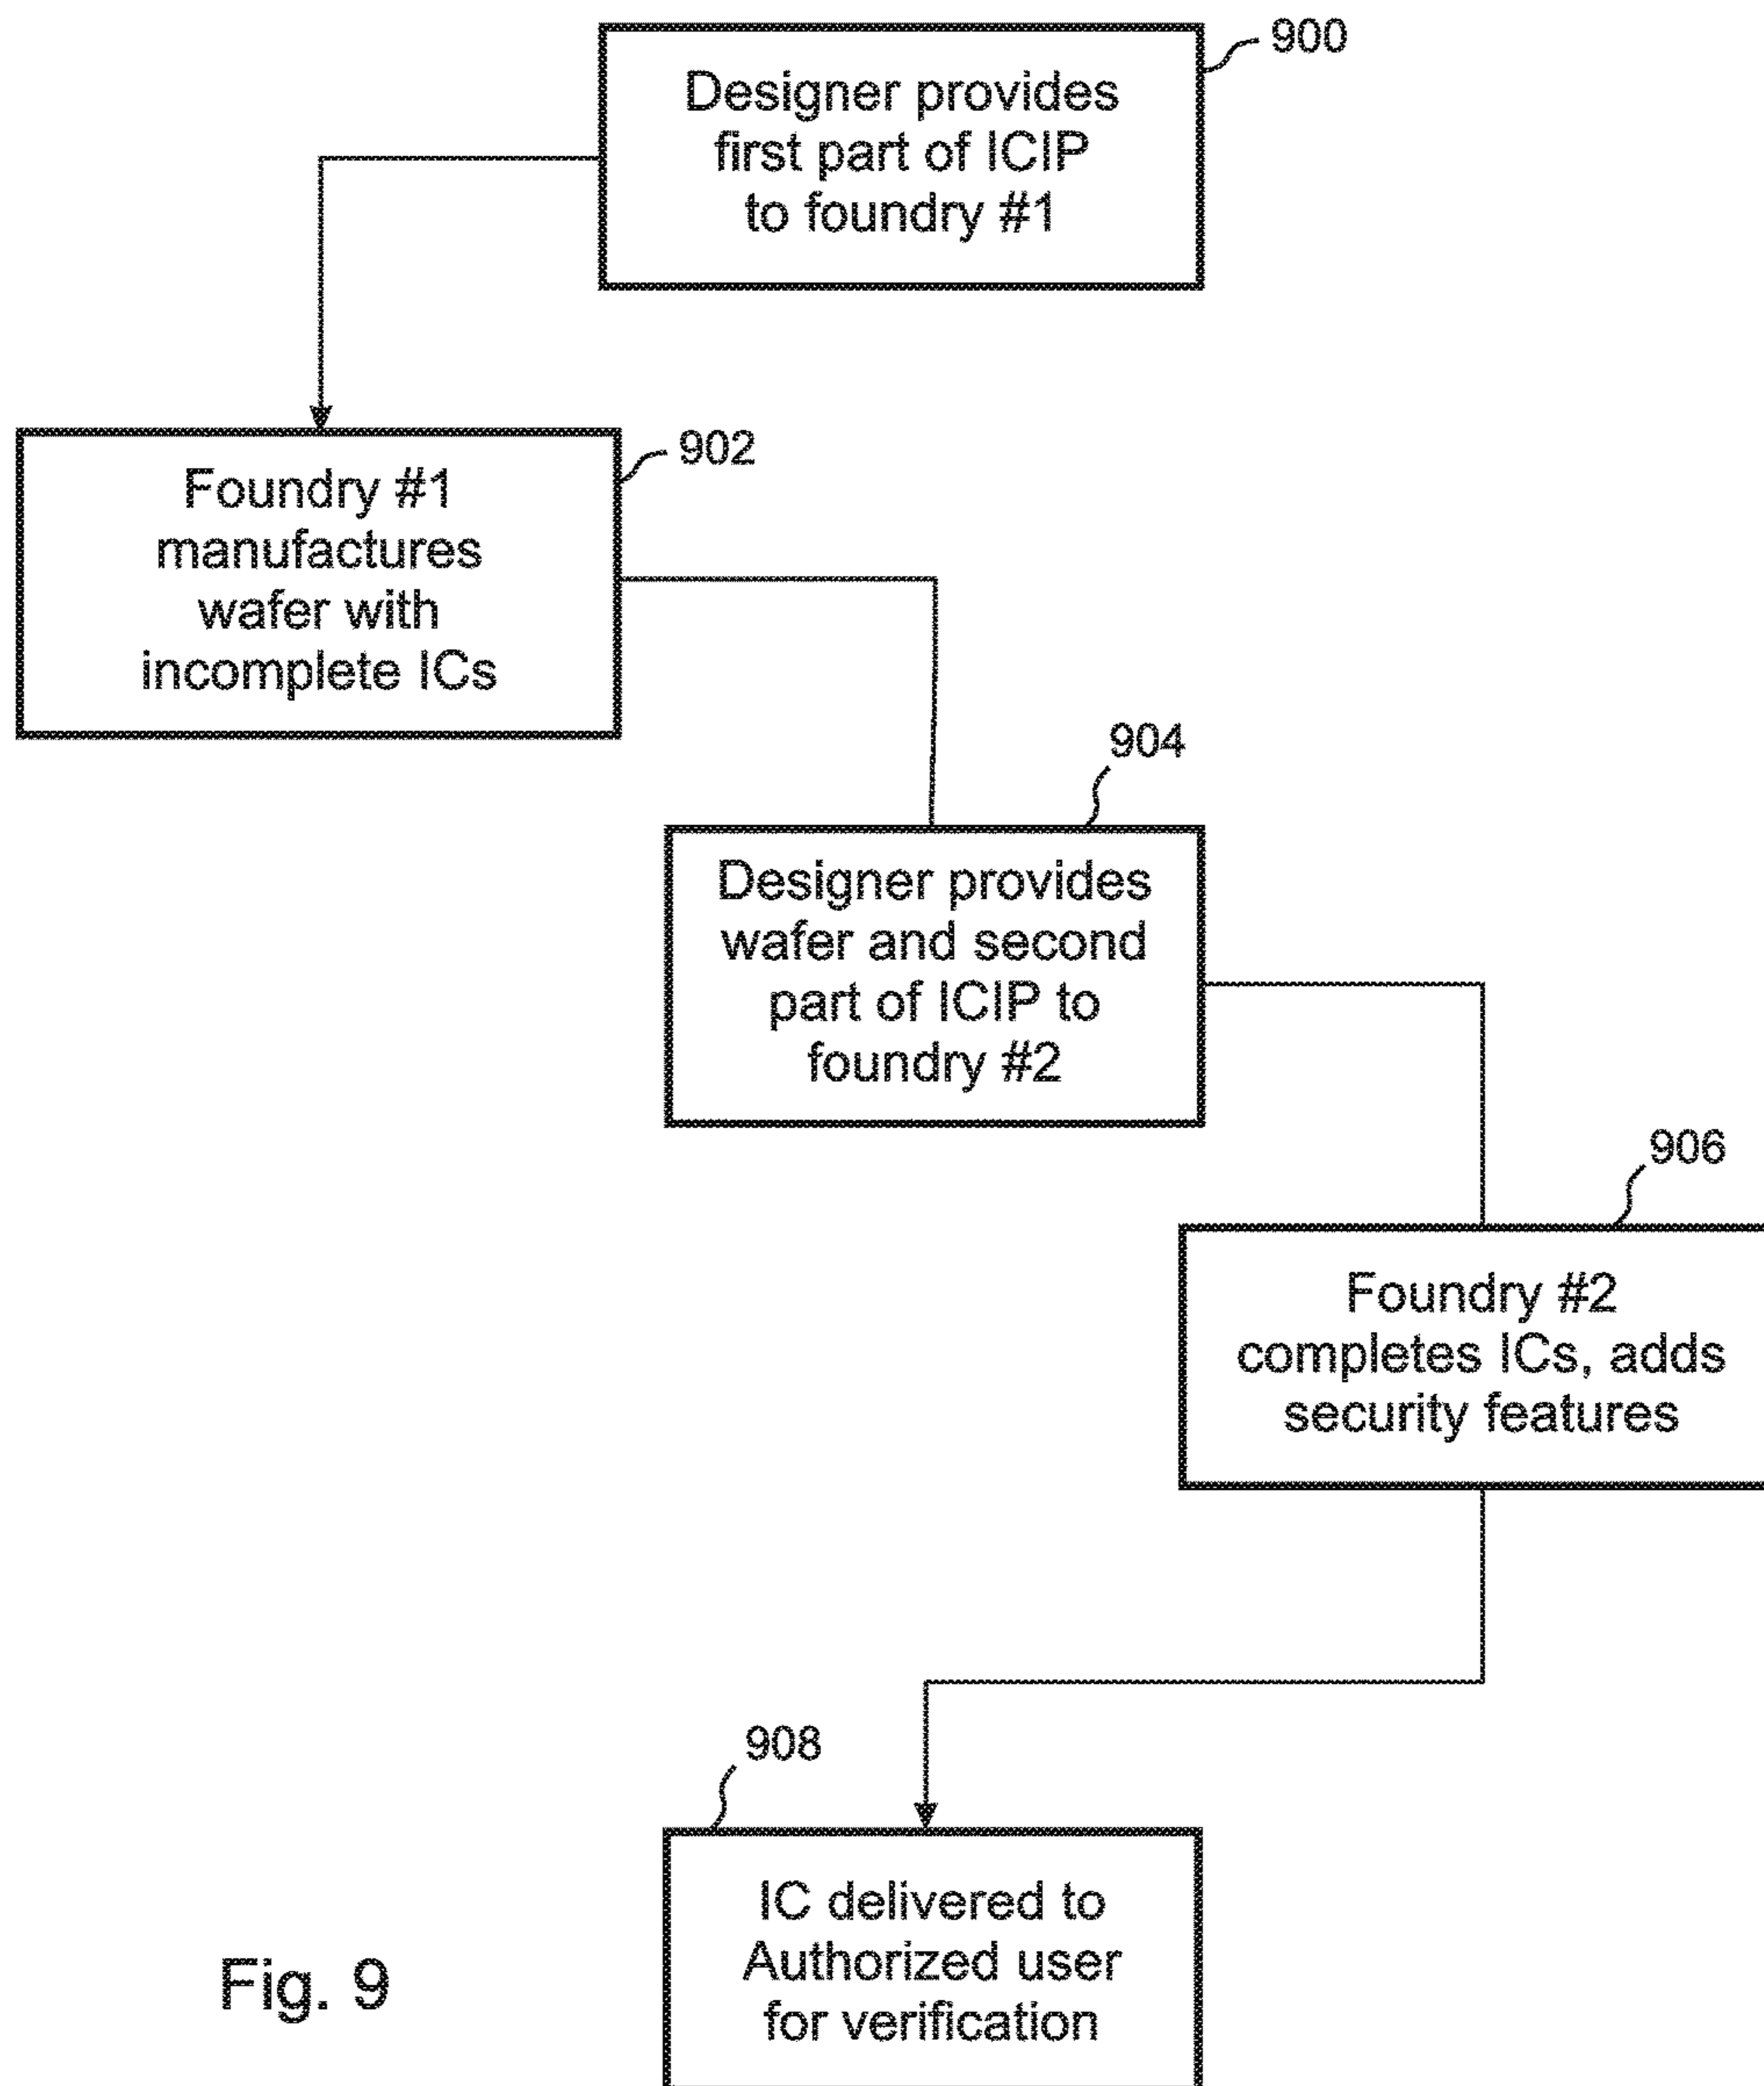 900
Designer provides
first part of ICIP
to foundry #1
902
Foundry #1
manufactures
wafer with
incomplete ICs
904
Designer provides
wafer and second
part of ICIP to
foundry #2
906
Foundry #2
completes ICs, adds
security features
908
IC delivered to
Authorized user
for verification
Fig. 9